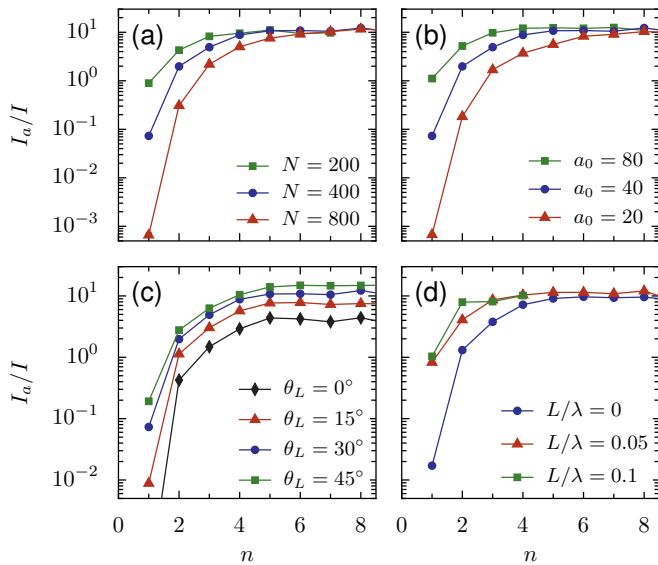 (a)
I_a/I
10^1
10^0
10^{-1}
10^{-2}
10^{-3}
N = 200
N = 400
N = 800
(b)
a_0 = 80
a_0 = 40
a_0 = 20
(c)
I_a/I
10^1
10^0
10^{-1}
10^{-2}
θ_L = 0°
θ_L = 15°
θ_L = 30°
θ_L = 45°
0 2 4 6 8
n
(d)
L/λ = 0
L/λ = 0.05
L/λ = 0.1
0 2 4 6 8
n